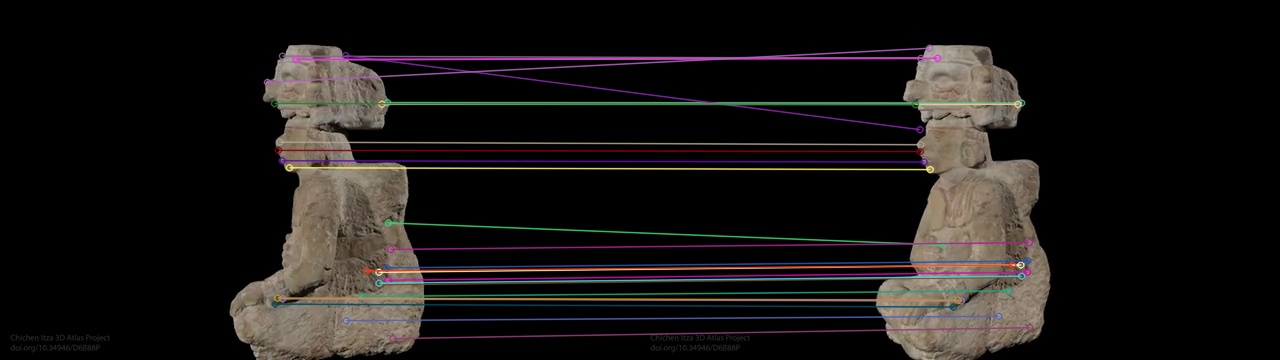 Chichen Itza 3D Atlas Project
doi.org/10.34946/D6B88P
Chichen Itza 3D Atlas Project
doi.org/10.34946/D6B88P